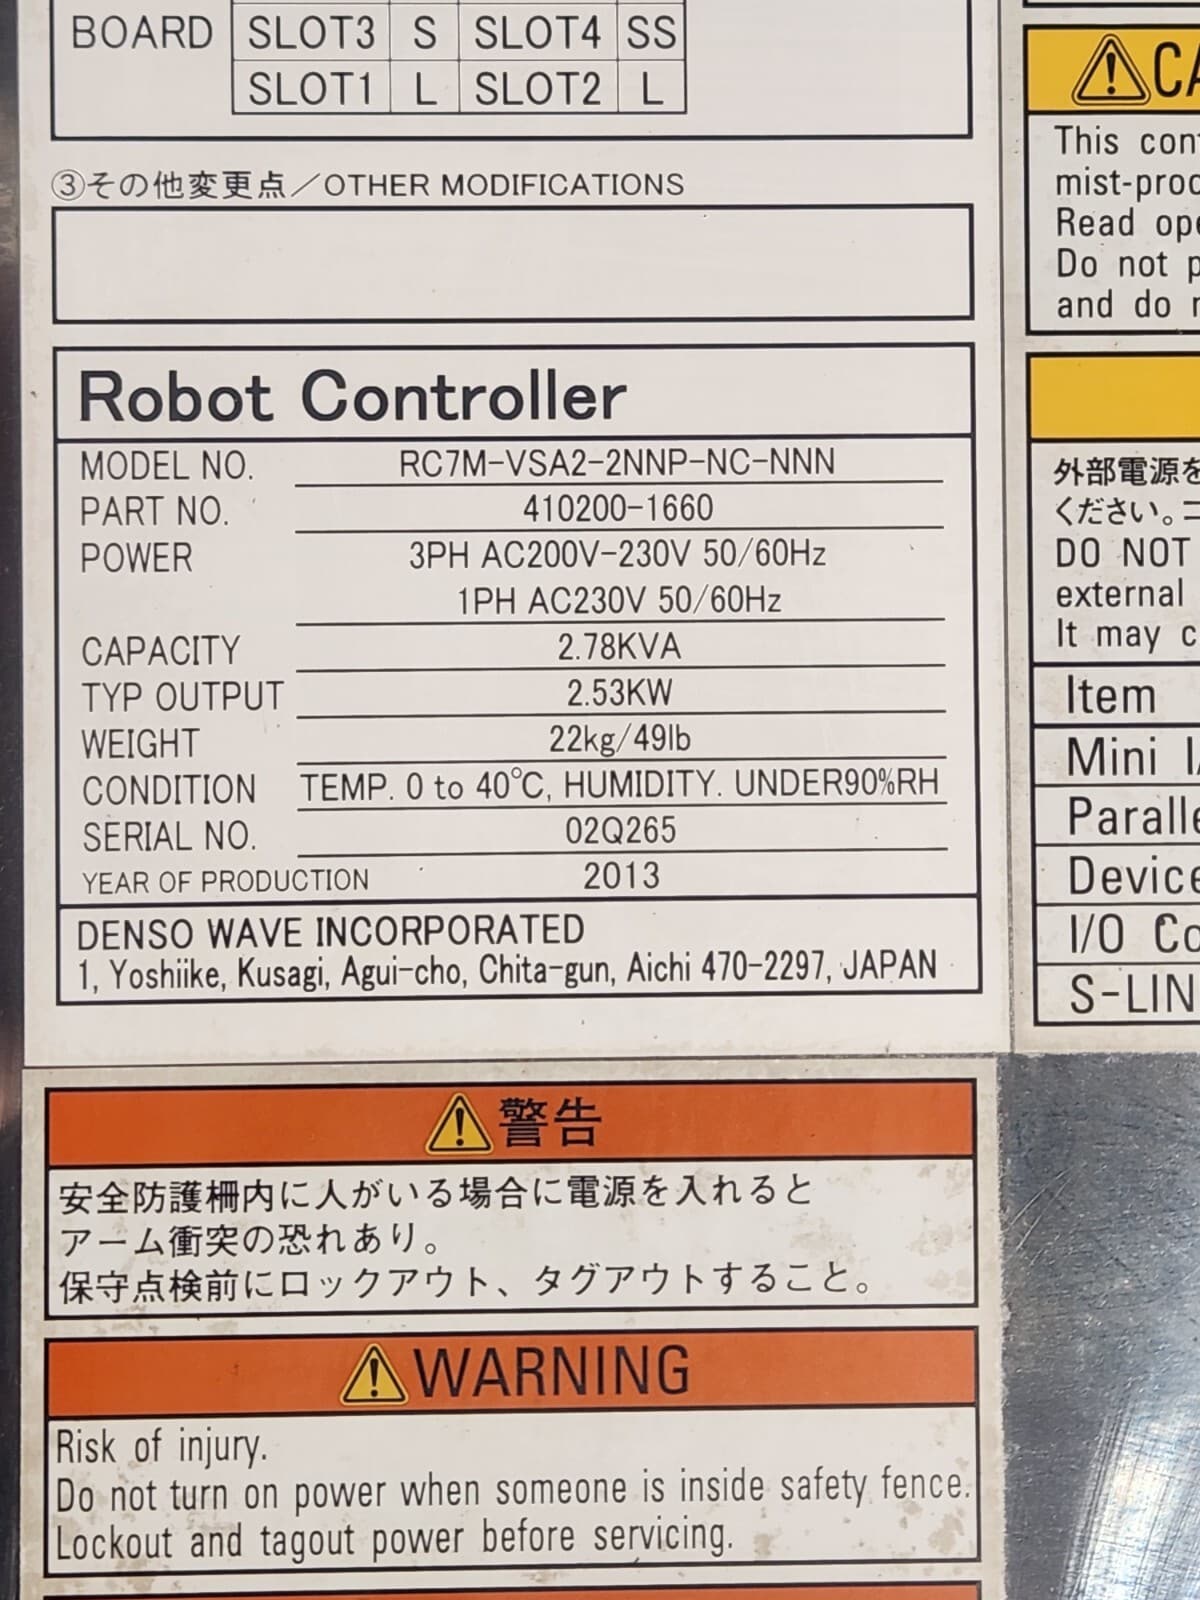 BOARD SLOT3 S SLOT4 SS
SLOT1 L SLOT2 L
③その他変更点／OTHER MODIFICATIONS
Robot Controller
MODEL NO. RC7M-VSA2-2NNP-NC-NNN
PART NO. 410200-1660
POWER 3PH AC200V-230V 50/60Hz
1PH AC230V 50/60Hz
CAPACITY 2.78KVA
TYP OUTPUT 2.53KW
WEIGHT 22kg/49lb
CONDITION TEMP. 0 to 40℃, HUMIDITY. UNDER90%RH
SERIAL NO. 02Q265
YEAR OF PRODUCTION 2013
DENSO WAVE INCORPORATED
1, Yoshiike, Kusagi, Agui-cho, Chita-gun, Aichi 470-2297, JAPAN
警告
安全防護柵内に人がいる場合に電源を入れると
アーム衝突の恐れあり。
保守点検前にロックアウト、タグアウトすること。
WARNING
Risk of injury.
Do not turn on power when someone is inside safety fence.
Lockout and tagout power before servicing.
This
Read
Do not
and do
外部電源を
ください。
DO NOT
external
It may
Item
Mini
I/O